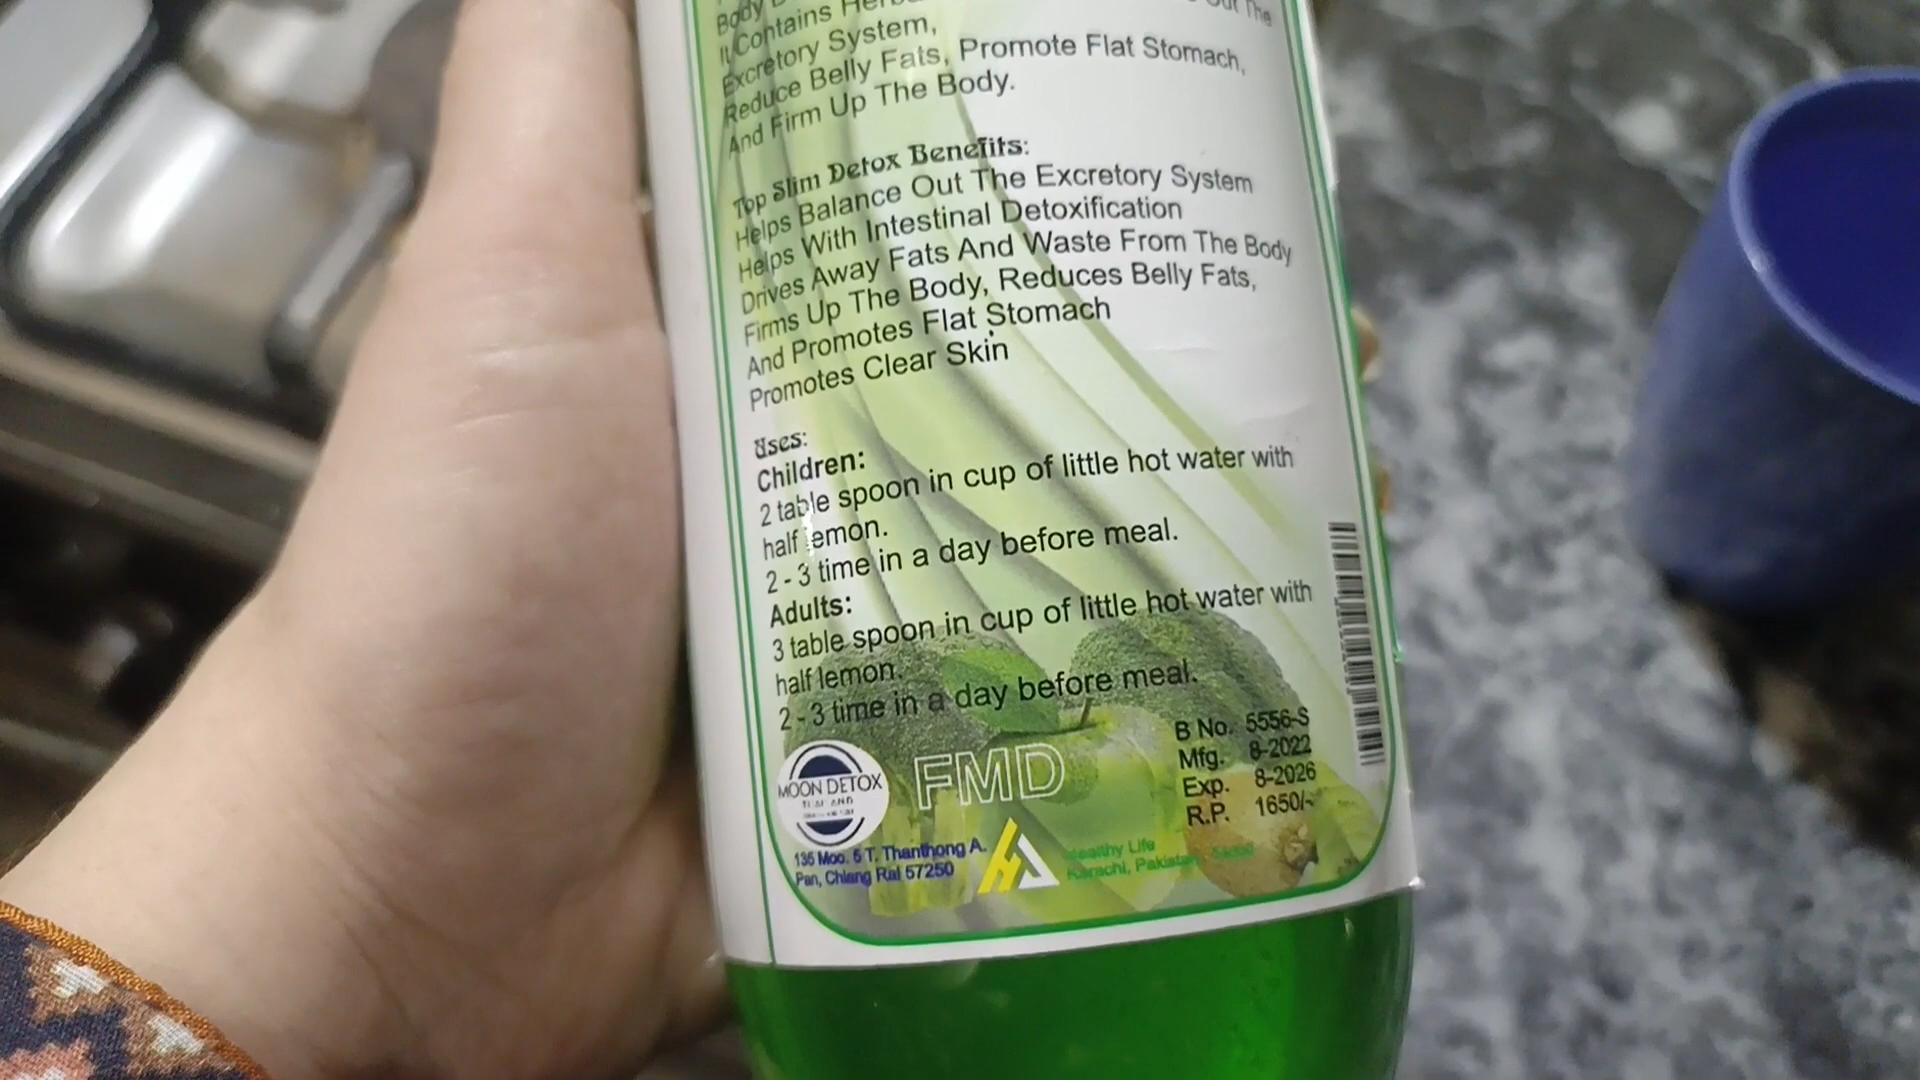 Body
It Contains
Out The
Excretory System,
Reduce Belly Fats, Promote Flat Stomach,
And Firm Up The Body.
Top Slim Detox Benefits:
Helps Balance Out The Excretory System
Helps With Intestinal Detoxification
Drives Away Fats And Waste From The Body
Firms Up The Body, Reduces Belly Fats,
And Promotes Flat Stomach
Promotes Clear Skin
Uses:
Children:
2 table spoon in cup of little hot water with
half lemon.
2 - 3 time in a day before meal.
Adults:
3 table spoon in cup of little hot water with
half lemon.
2 - 3 time in a day before meal.
B No. 5556-S
Mfg. 8-2022
Exp. 8-2026
R.P. 1650/-
MOON DETOX
THAILAND
FMD
135 Moo. 5 T. Thanthong A.
Pan, Chiang Rai 57250
Healthy Life
Karachi, Pakistan